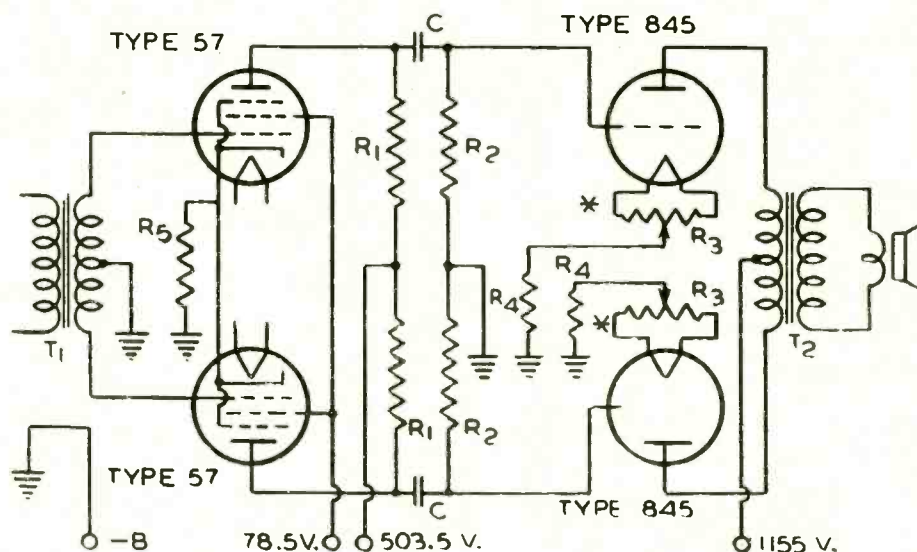 TYPE 57
C
TYPE 845
R1
R2
*
R3
R5
R4
R4
R3
*
T1
T2
R1
R2
TYPE 57
C
TYPE 845
-B
78.5V.
503.5 V.
1155 V.